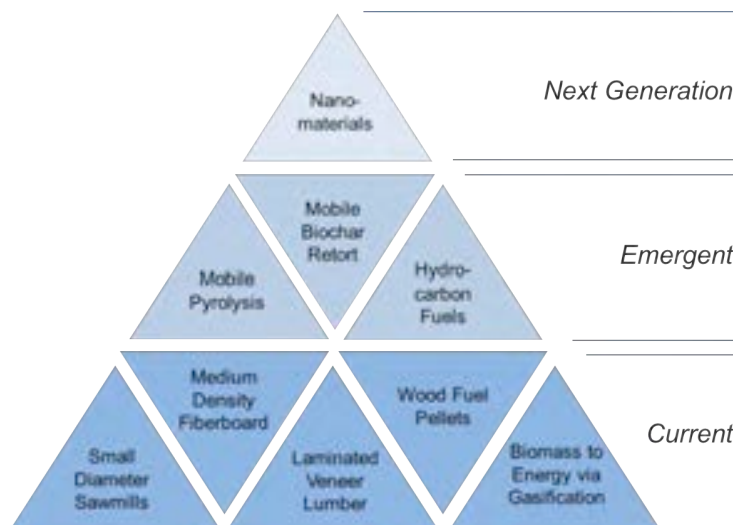 Nano-
materials
Next Generation
Mobile
Biochar
Retort
Mobile
Pyrolysis
Hydro-
carbon
Fuels
Emergent
Medium
Density
Fiberboard
Wood Fuel
Pellets
Small
Diameter
Sawmills
Laminated
Veneer
Lumber
Biomass to
Energy via
Gasification
Current